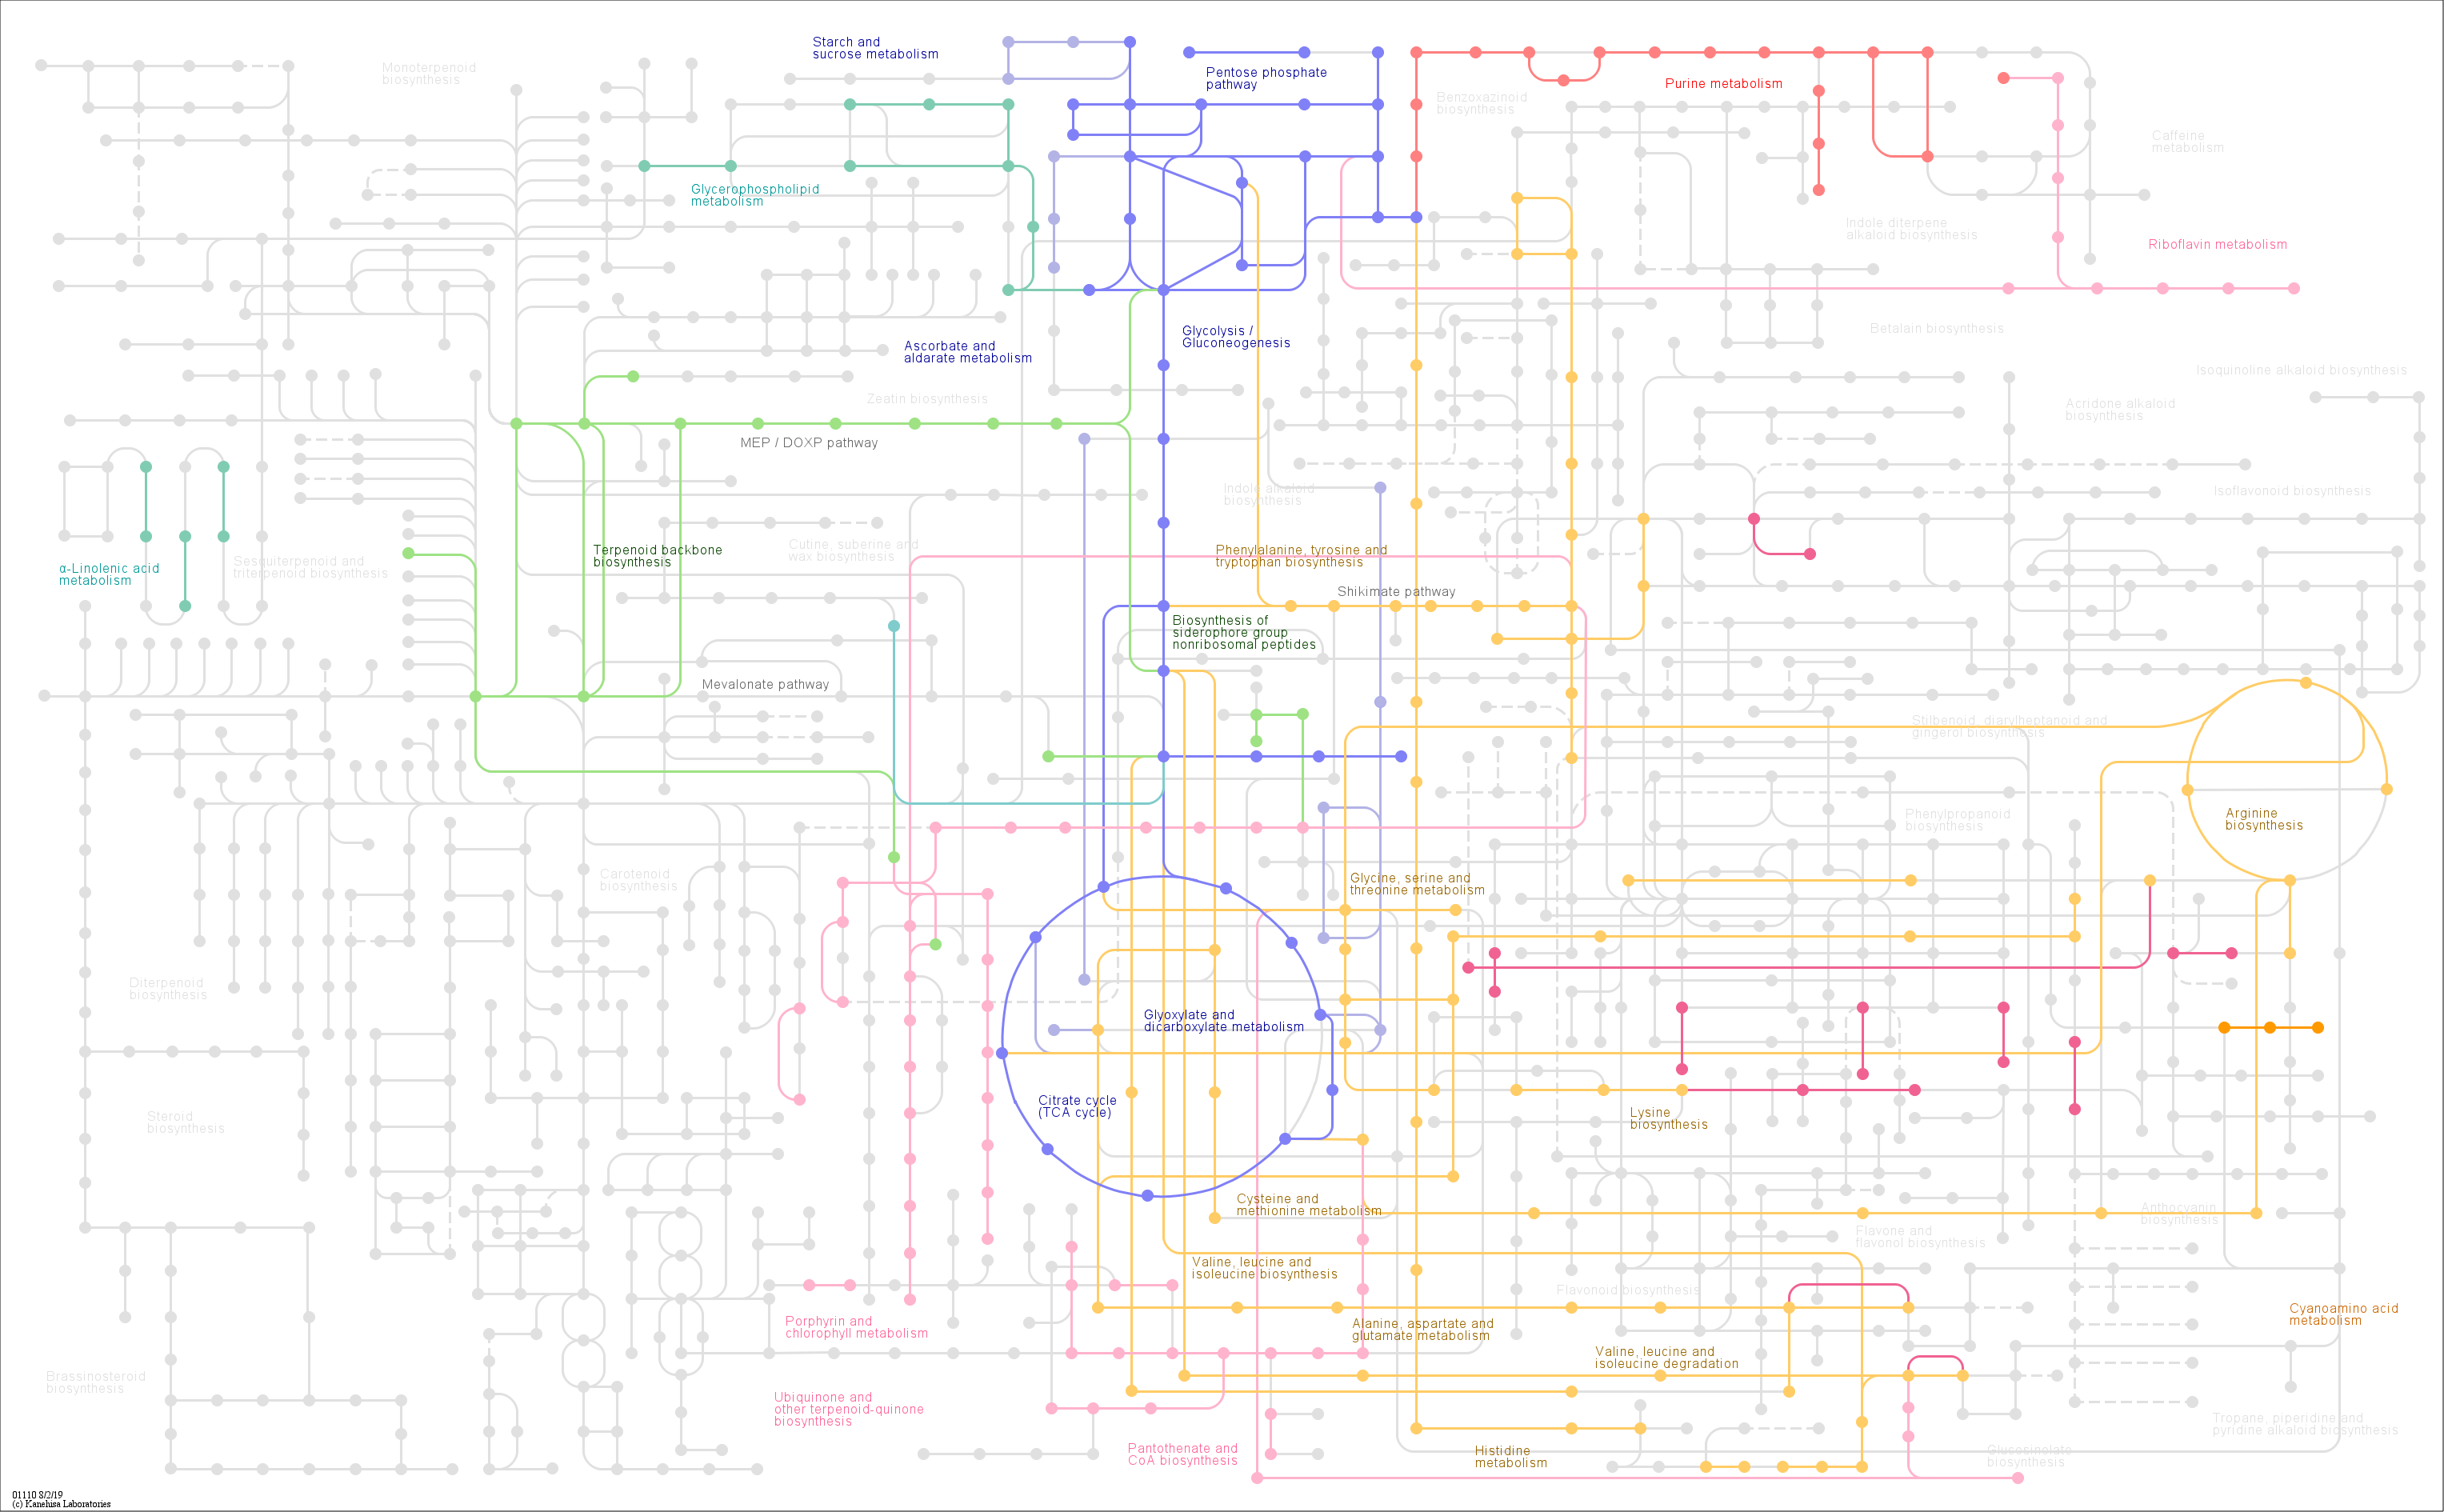 Starch and
sucrose metabolism
Monoterpenoid
biosynthesis
Pentose phosphate
pathway
Purine metabolism
Benzoxazinoid
biosynthesis
Caffeine
metabolism
Glycerophospholipid
metabolism
Indole diterpene
alkaloid biosynthesis
Riboflavin metabolism
Glycolysis /
Gluconeogenesis
Betalain biosynthesis
Ascorbate and
aldarate metabolism
Isoquinoline alkaloid biosynthesis
Zeatin biosynthesis
Acridone alkaloid
biosynthesis
MEP / DOXP pathway
Indole alkaloid
biosynthesis
Isoflavonoid biosynthesis
Terpenoid backbone
biosynthesis
Cutine, suberine and
wax biosynthesis
Phenylalanine, tyrosine and
tryptophan biosynthesis
Sesquiterpenoid and
triterpenoid biosynthesis
α-Linolenic acid
metabolism
Shikimate pathway
Biosynthesis of
siderophore group
nonribosomal peptides
Mevalonate pathway
Stilbenoid, diarylheptanoid and
gingerol biosynthesis
Phenylpropanoid
biosynthesis
Arginine
biosynthesis
Carotenoid
biosynthesis
Glycine, serine and
threonine metabolism
Diterpenoid
biosynthesis
Glyoxylate and
dicarboxylate metabolism
Citrate cycle
(TCA cycle)
Lysine
biosynthesis
Steroid
biosynthesis
Cysteine and
methionine metabolism
Anthocyanin
biosynthesis
Flavone and
flavonol biosynthesis
Valine, leucine and
isoleucine biosynthesis
Flavonoid biosynthesis
Cyanoamino acid
metabolism
Porphyrin and
chlorophyll metabolism
Alanine, aspartate and
glutamate metabolism
Valine, leucine and
isoleucine degradation
Brassinosteroid
biosynthesis
Ubiquinone and
other terpenoid-quinone
biosynthesis
Tropane, piperidine and
pyridine alkaloid biosynthesis
Pantothenate and
CoA biosynthesis
Histidine
metabolism
Glucosinolate
biosynthesis
01110 8/2/19
(c) Kanehisa Laboratories